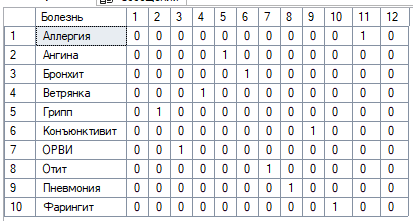 Болезнь 1 2 3 4 5 6 7 8 9 10 11 12
1 Аллергия 0 0 0 0 0 0 0 0 0 0 1 0
2 Ангина 0 0 0 0 1 0 0 0 0 0 0 0
3 Бронхит 0 0 0 0 0 1 0 0 0 0 0 0
4 Ветрянка 0 0 0 1 0 0 0 0 0 0 0 0
5 Грипп 0 1 0 0 0 0 0 0 0 0 0 0
6 Конъюнктивит 0 0 0 0 0 0 0 0 1 0 0 0
7 ОРВИ 0 0 1 0 0 0 0 0 0 0 0 0
8 Отит 0 0 0 0 0 0 1 0 0 0 0 0
9 Пневмония 0 0 0 0 0 0 0 1 0 0 0 0
10 Фарингит 0 0 0 0 0 0 0 0 0 1 0 0